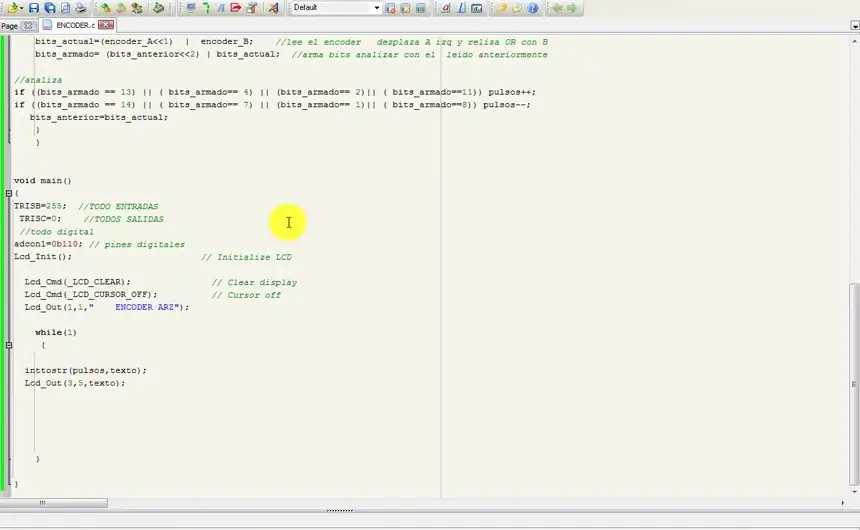 Default
Page
ENCODER.c
bits_actual=(encoder_A<<1) | encoder_B; //lee el encoder desplaza A izq y reliza OR con B
bits_armado= (bits_anterior<<2) | bits_actual; //arma bits analizar con el leido anteriormente
//analiza
if ((bits_armado == 13) || ( bits_armado== 4) || (bits_armado== 2)|| ( bits_armado==11)) pulsos++;
if ((bits_armado == 14) || ( bits_armado== 7) || (bits_armado== 1)|| ( bits_armado==8)) pulsos--;
bits_anterior=bits_actual;
}
}
void main()
{
TRISB=255; //TODO ENTRADAS
TRISC=0; //TODOS SALIDAS
//todo digital
adcon1=0b110; // pines digitales
Lcd_Init(); // Initialize LCD
Lcd_Cmd(_LCD_CLEAR); // Clear display
Lcd_Cmd(_LCD_CURSOR_OFF); // Cursor off
Lcd_Out(1,1,"    ENCODER ARZ");
while(1)
{
inttostr(pulsos,texto);
Lcd_Out(3,5,texto);
}
}